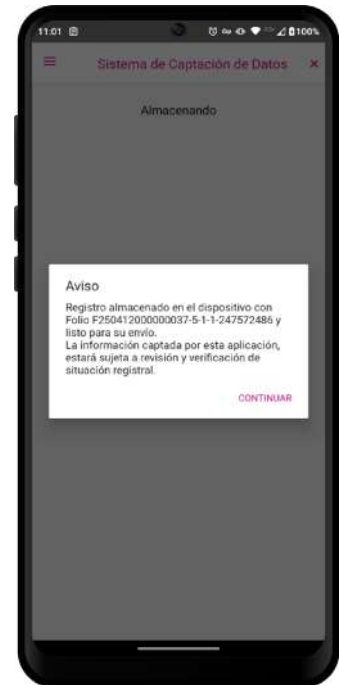 11:01
100%
Sistema de Captación de Datos ×
Almacenando
Aviso
Registro almacenado en el dispositivo con
Folio F250412000000037-5-1-1-247572486 y
listo para su envío.
La información captada por esta aplicación,
estará sujeta a revisión y verificación de
situación registral.
CONTINUAR